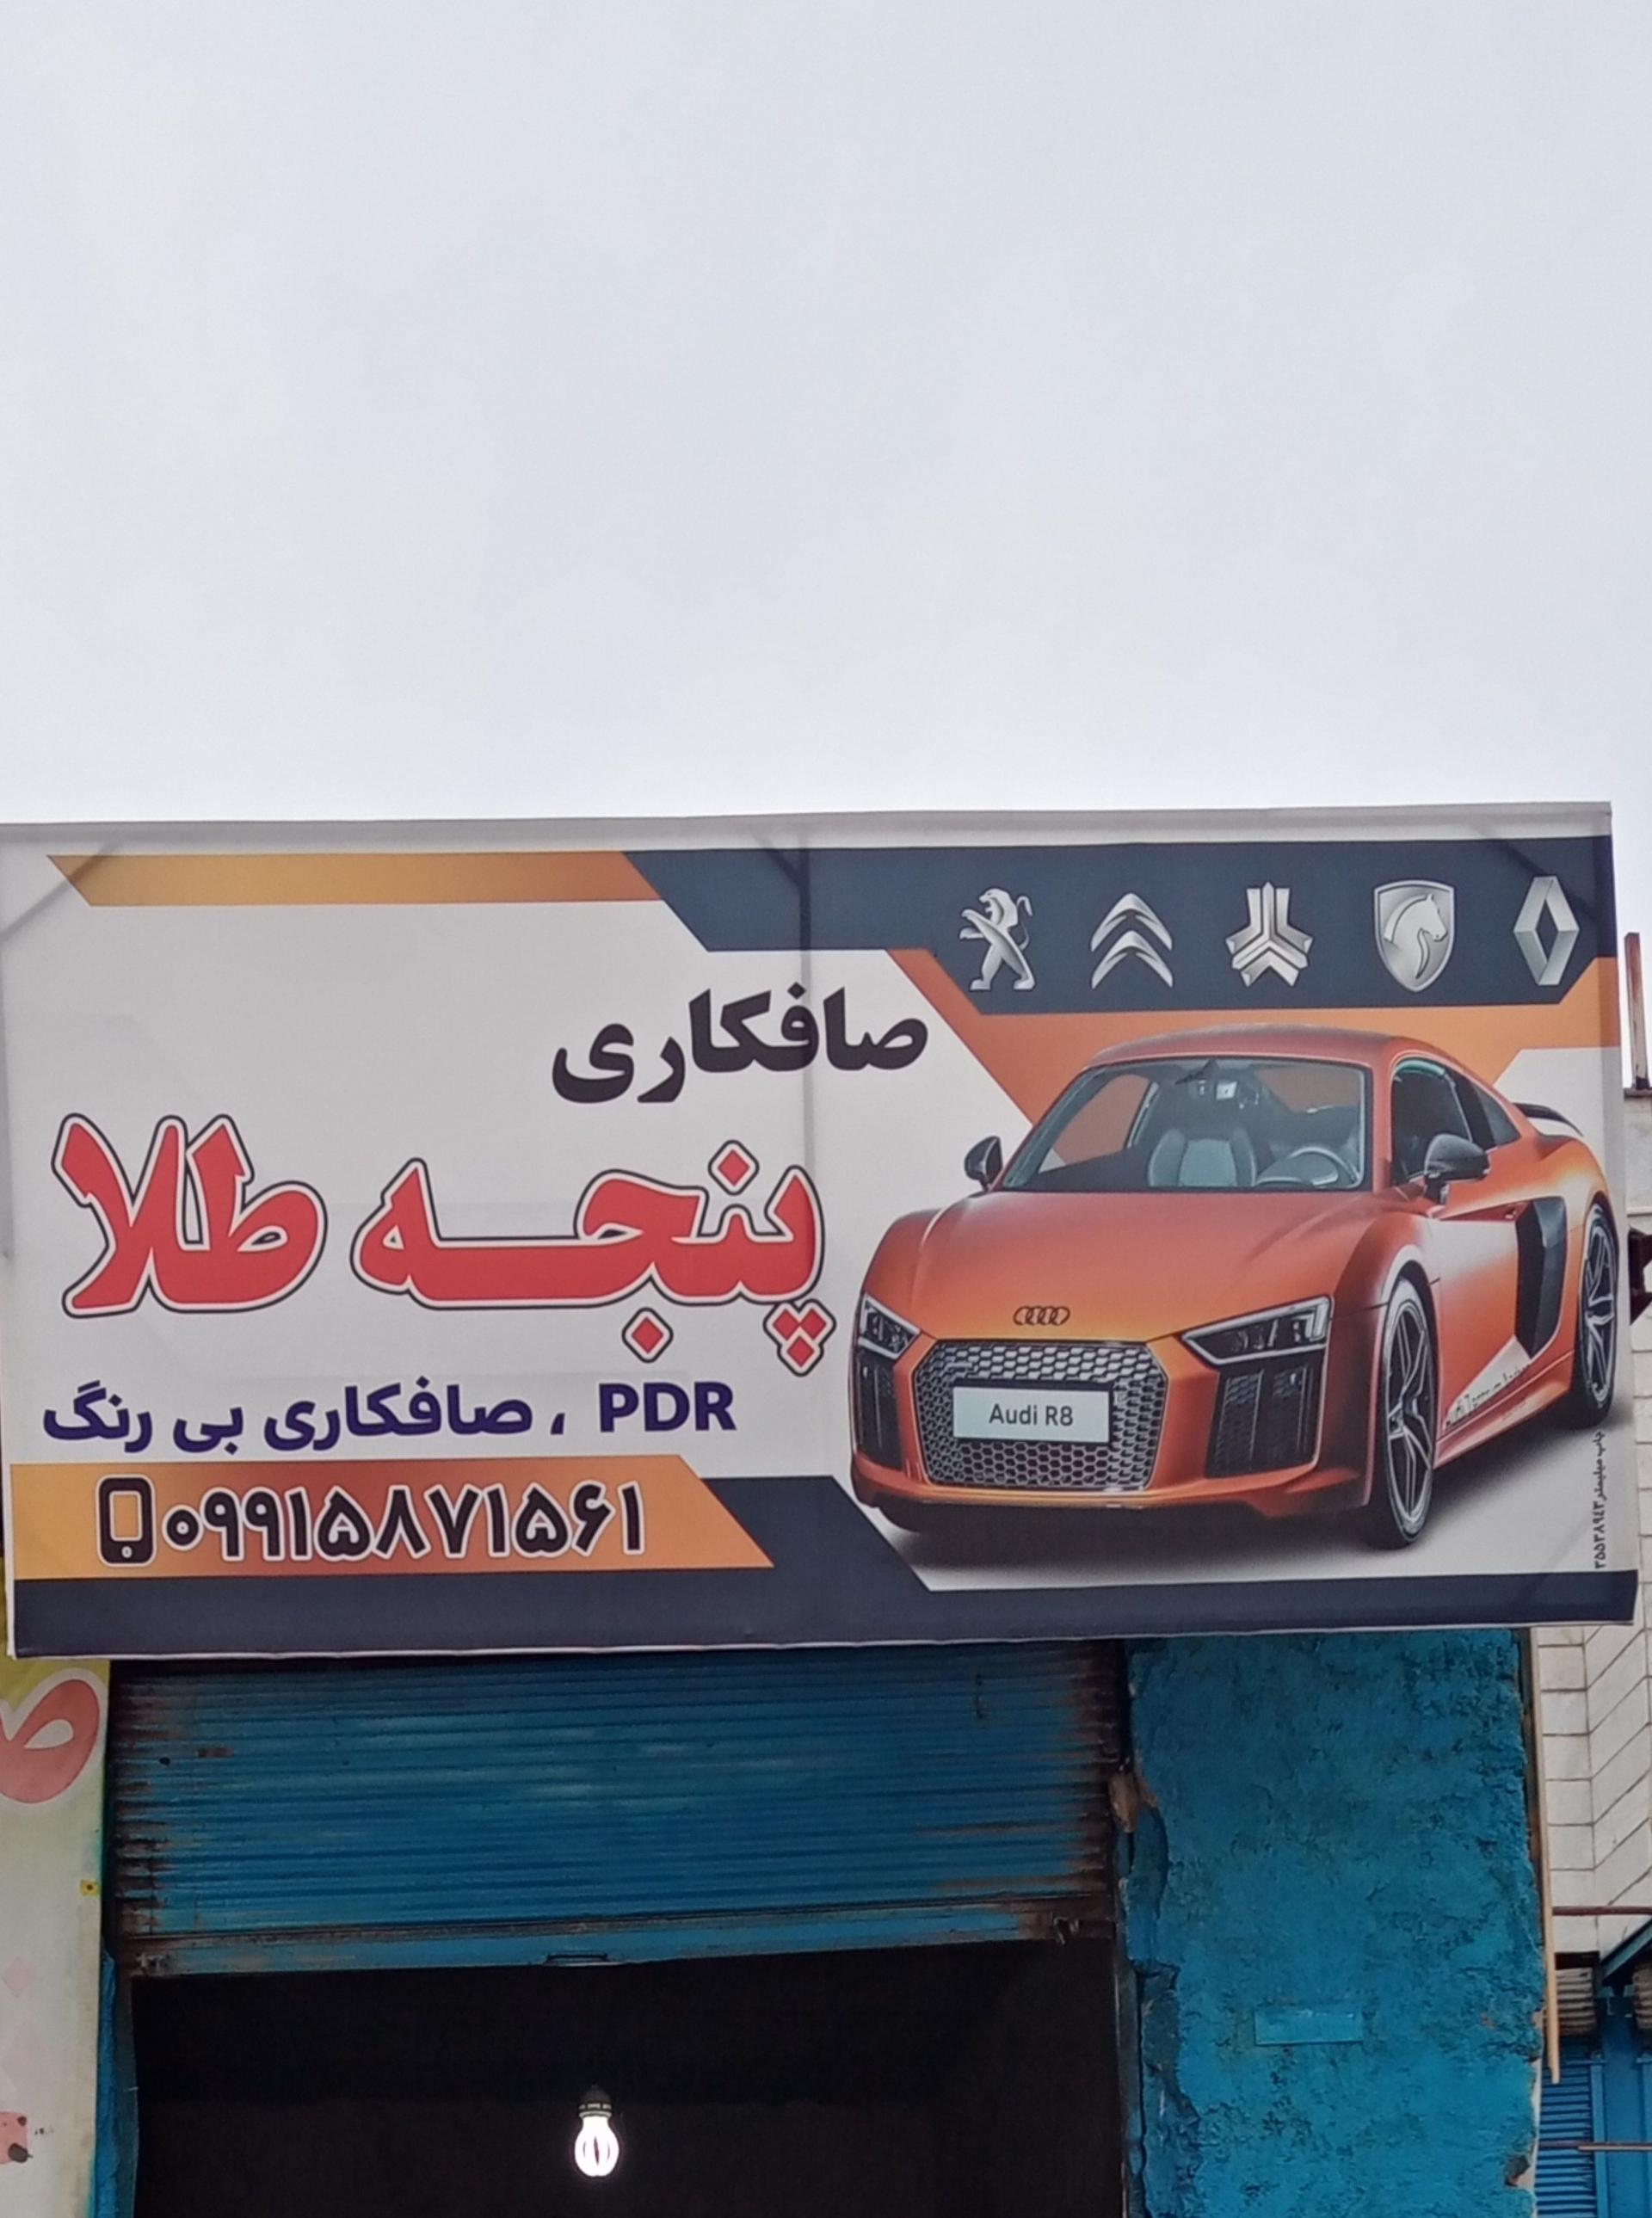 صافکاری
پنجه طلا
PDR ، صافکاری بی رنگ
۰۹۹۱۵۸۷۱۵۶۱
Audi R8